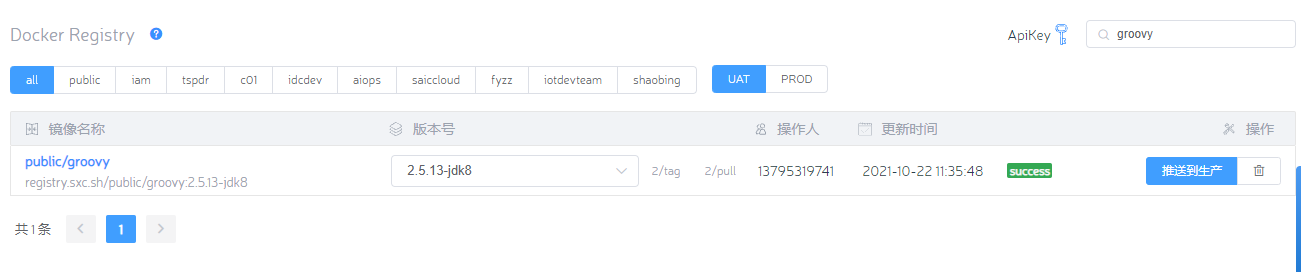 Docker Registry ? ApiKey groovy
all public iam tspdr c01 idcdev aiops saiccloud fyzz iotdevteam shaobing UAT PROD
镜像名称 版本号 操作人 更新时间 操作
public/groovy 2.5.13-jdk8 2/tag 2/pull 13795319741 2021-10-22 11:35:48 success 推送到生产
registry.sxc.sh/public/groovy:2.5.13-jdk8
共 1 条 < 1 >